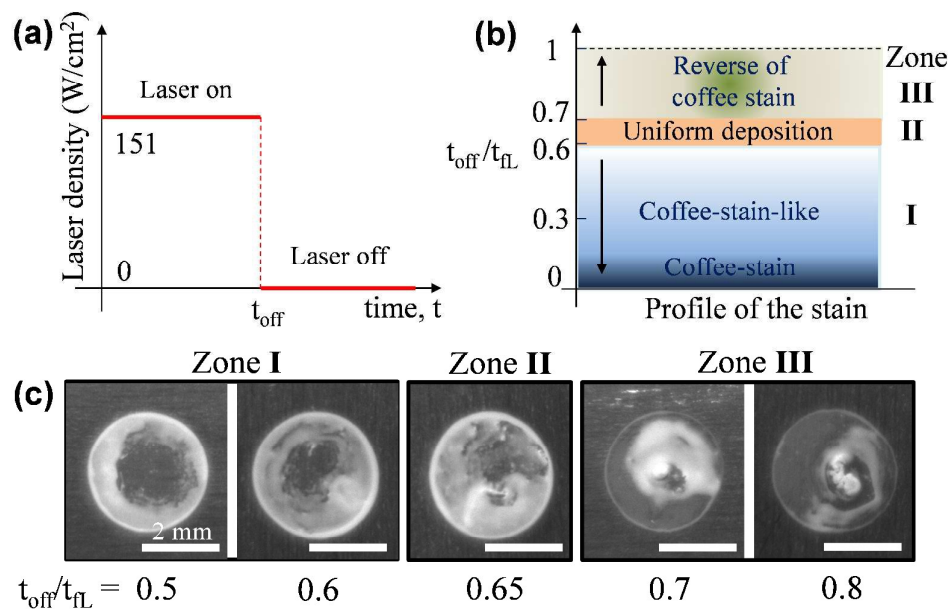 (a)
Laser density (W/cm²)
Laser on
151
0
Laser off
t_off
time, t
(b)
t_off/t_fL
1
0.7
0.6
0.3
0
Zone
Reverse of
coffee stain
III
Uniform deposition
II
Coffee-stain-like
I
Coffee-stain
Profile of the stain
(c)
Zone I
Zone II
Zone III
2 mm
t_off/t_fL = 0.5 0.6 0.65 0.7 0.8